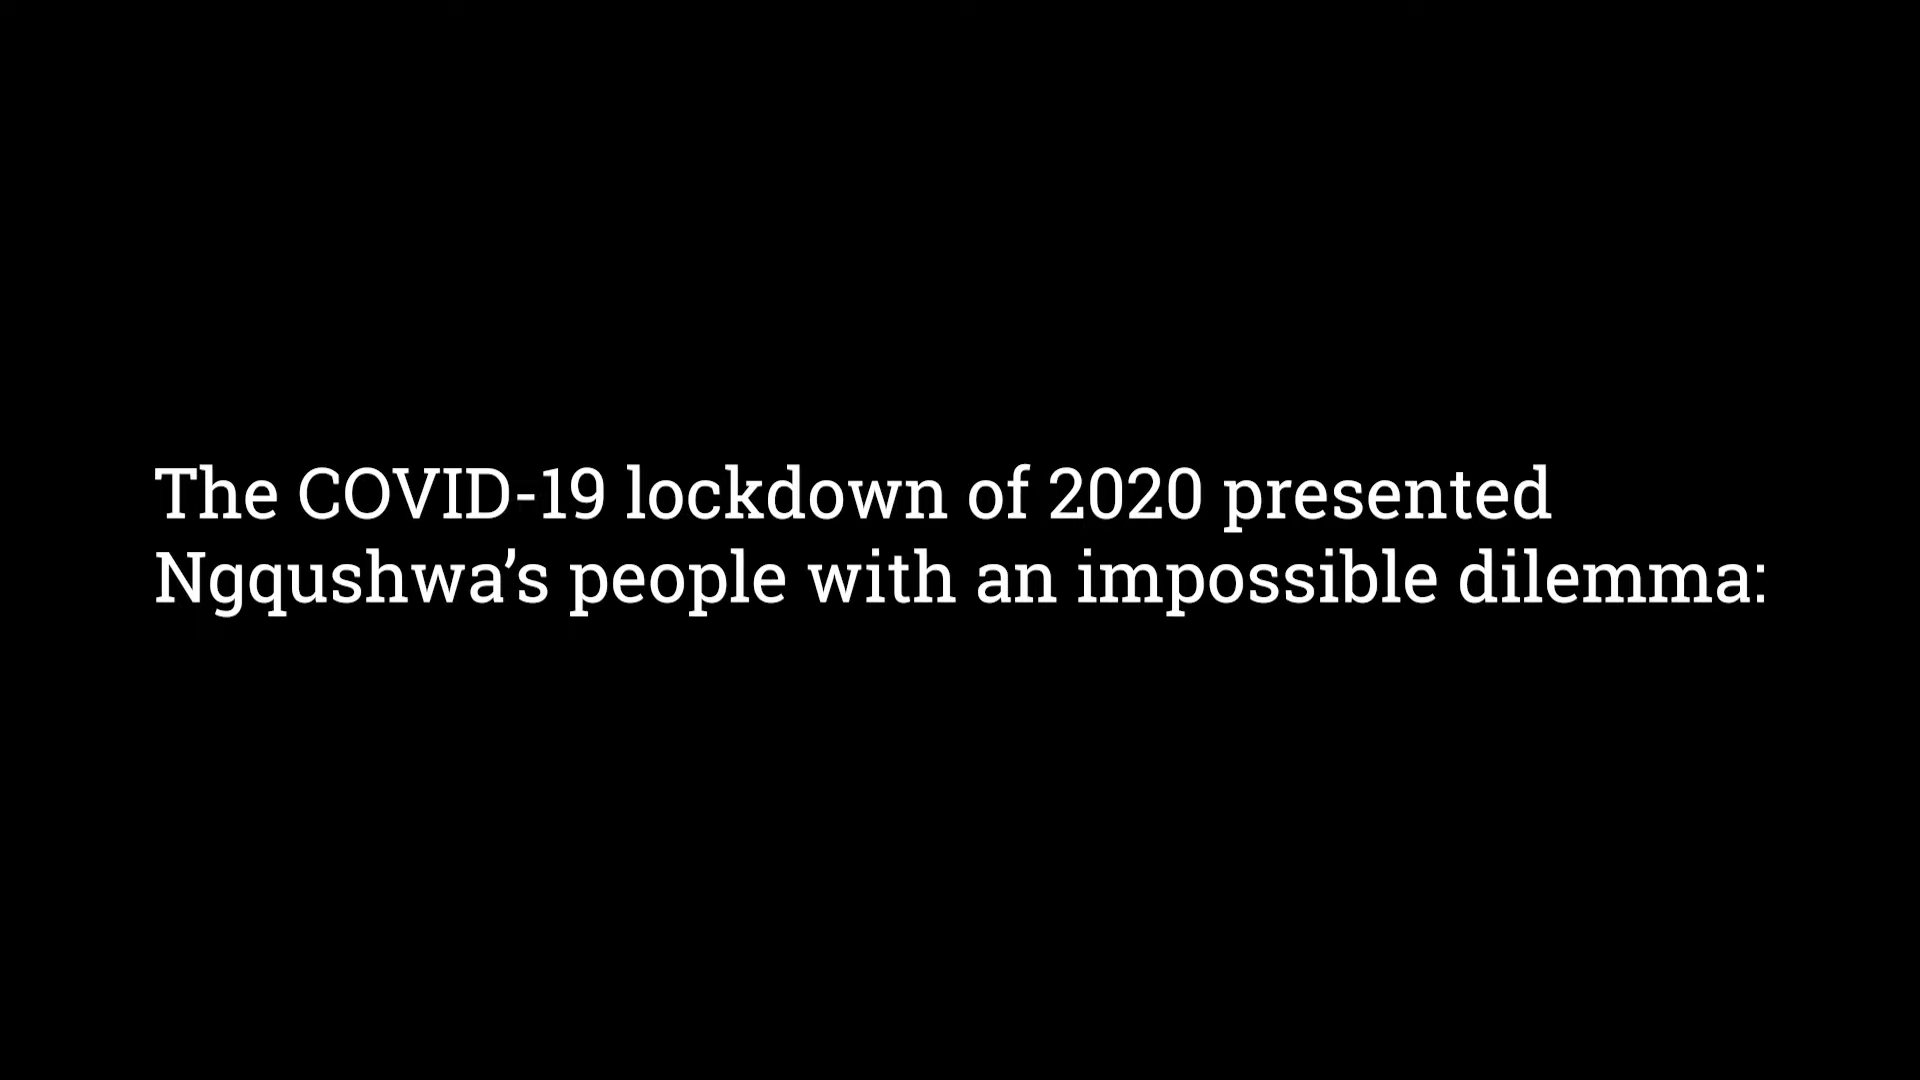 The COVID-19 lockdown of 2020 presented
Ngqushwa’s people with an impossible dilemma: